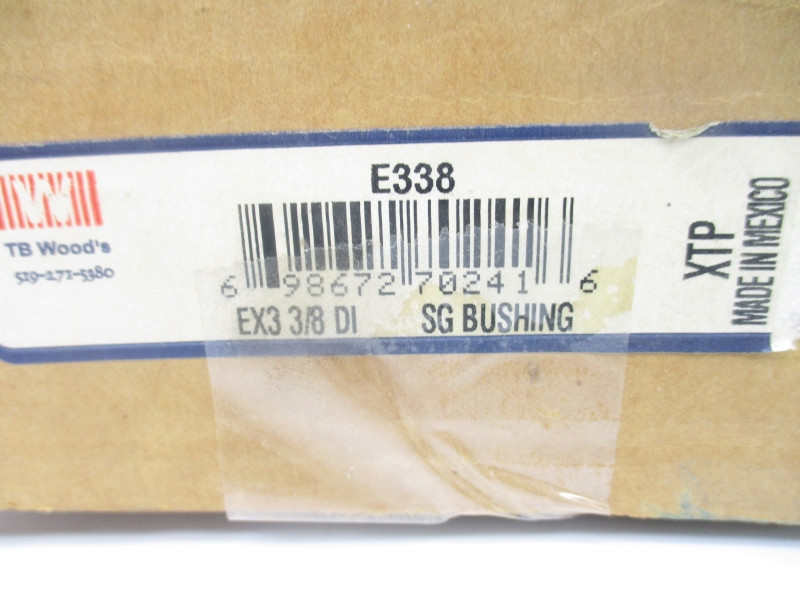 E338
TB Wood's
519-271-5380
6 98672 70241 6
EX3 3/8 DI SG BUSHING
XTP
MADE IN MEXICO